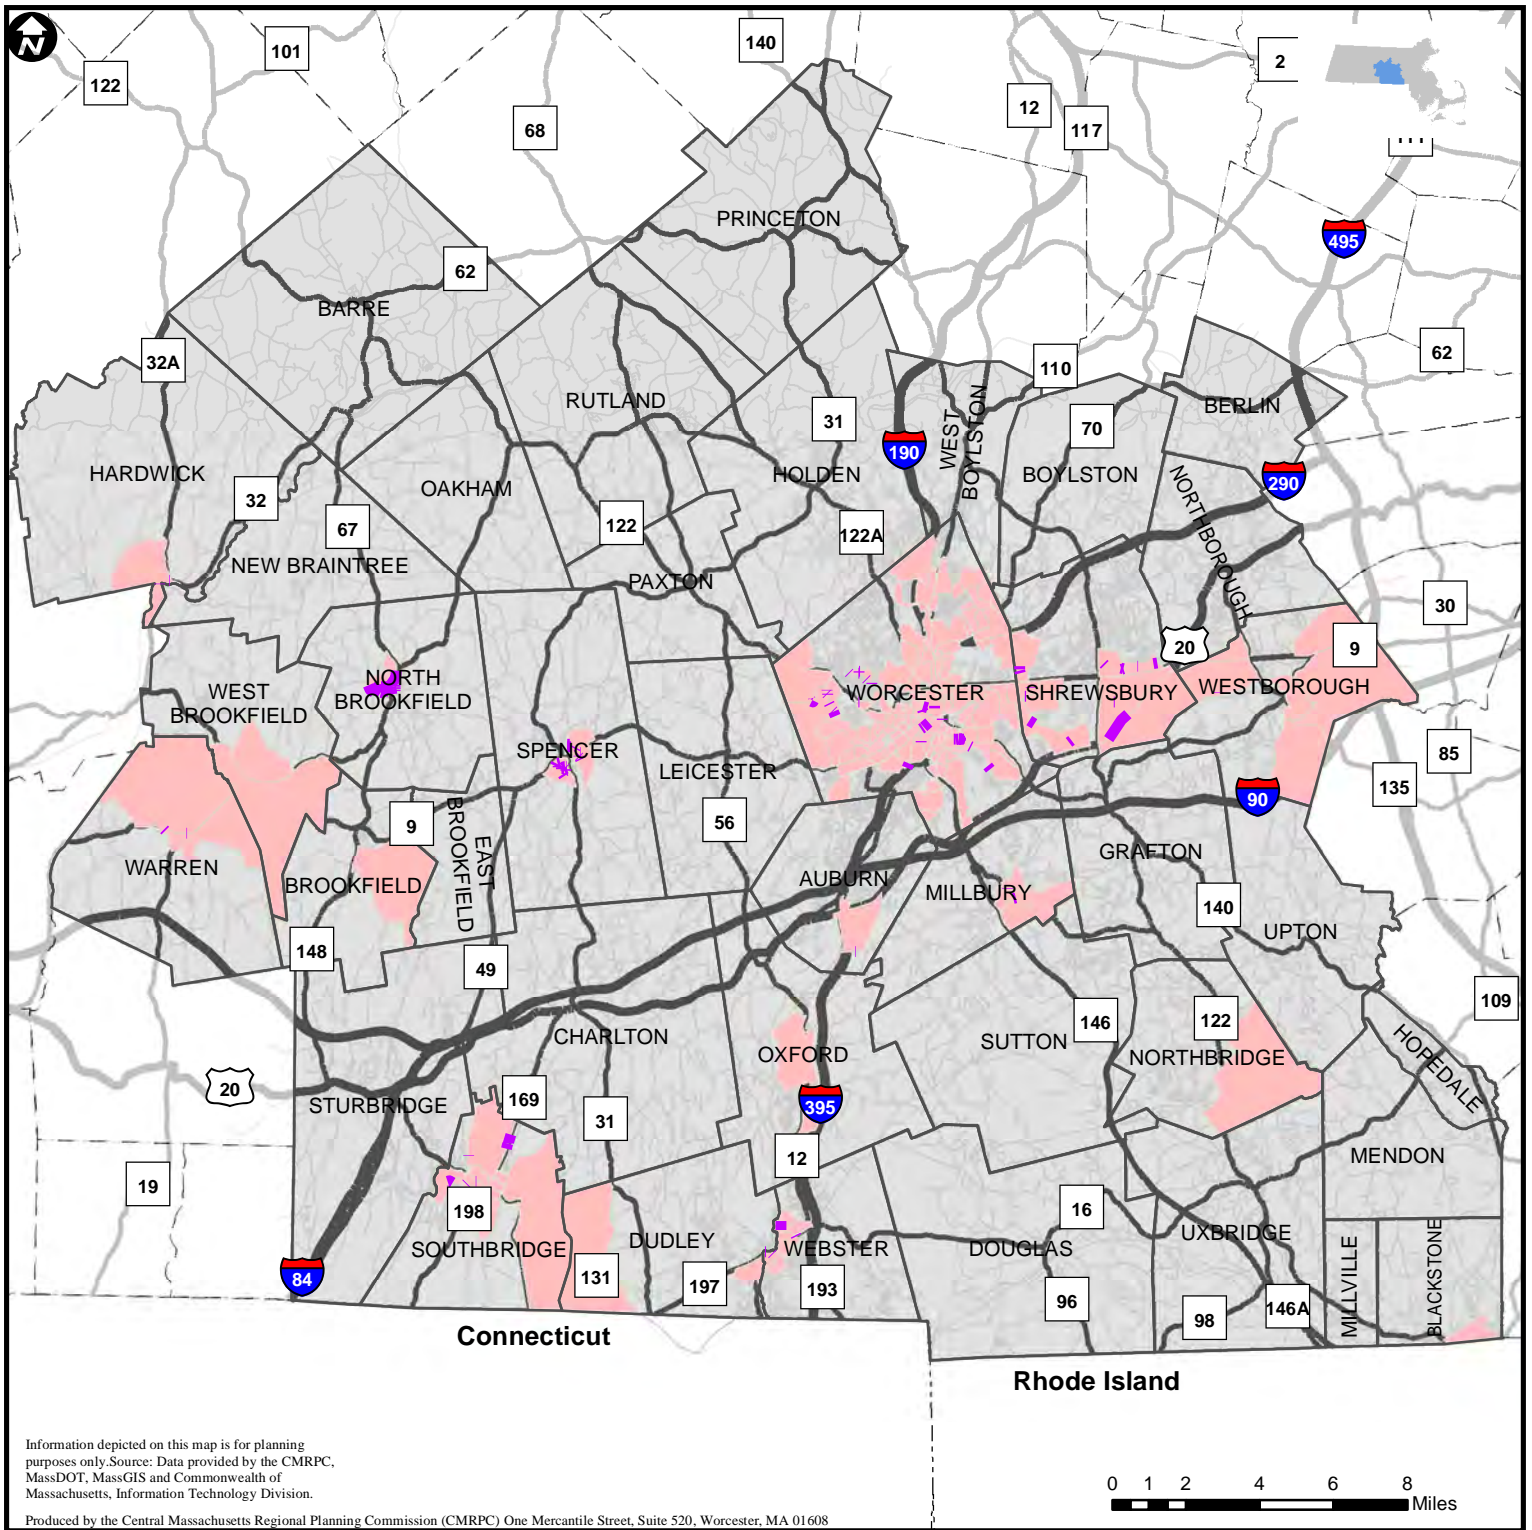 N
101
140
2
122
12
117
68
495
PRINCETON
62
BARRE
32A
110
62
RUTLAND
31
BERLIN
70
WEST
BOYLSTON
190
HARDWICK
HOLDEN
BOYLSTON
290
OAKHAM
32
NORTHBOROUGH
67
122
122A
NEW BRAINTREE
PAXTON
30
9
20
NORTH
BROOKFIELD
WEST
BROOKFIELD
WORCESTER
SHREWSBURY
WESTBOROUGH
SPENCER
LEICESTER
85
135
90
9
56
EAST
BROOKFIELD
GRAFTON
WARREN
BROOKFIELD
AUBURN
MILLBURY
140
UPTON
148
49
109
146
122
CHARLTON
SUTTON
OXFORD
NORTHBRIDGE
HOPEDALE
20
STURBRIDGE
169
395
31
12
MENDON
19
198
16
SOUTHBRIDGE
DUDLEY
WEBSTER
DOUGLAS
UXBRIDGE
MILLVILLE
BLACKSTONE
84
131
197
193
96
98
146A
Connecticut
Rhode Island
Information depicted on this map is for planning
purposes only.Source: Data provided by the CMRPC,
MassDOT, MassGIS and Commonwealth of
Massachusetts, Information Technology Division.
0 1 2 4 6 8
Miles
Produced by the Central Massachusetts Regional Planning Commission (CMRPC) One Mercantile Street, Suite 520, Worcester, MA 01608